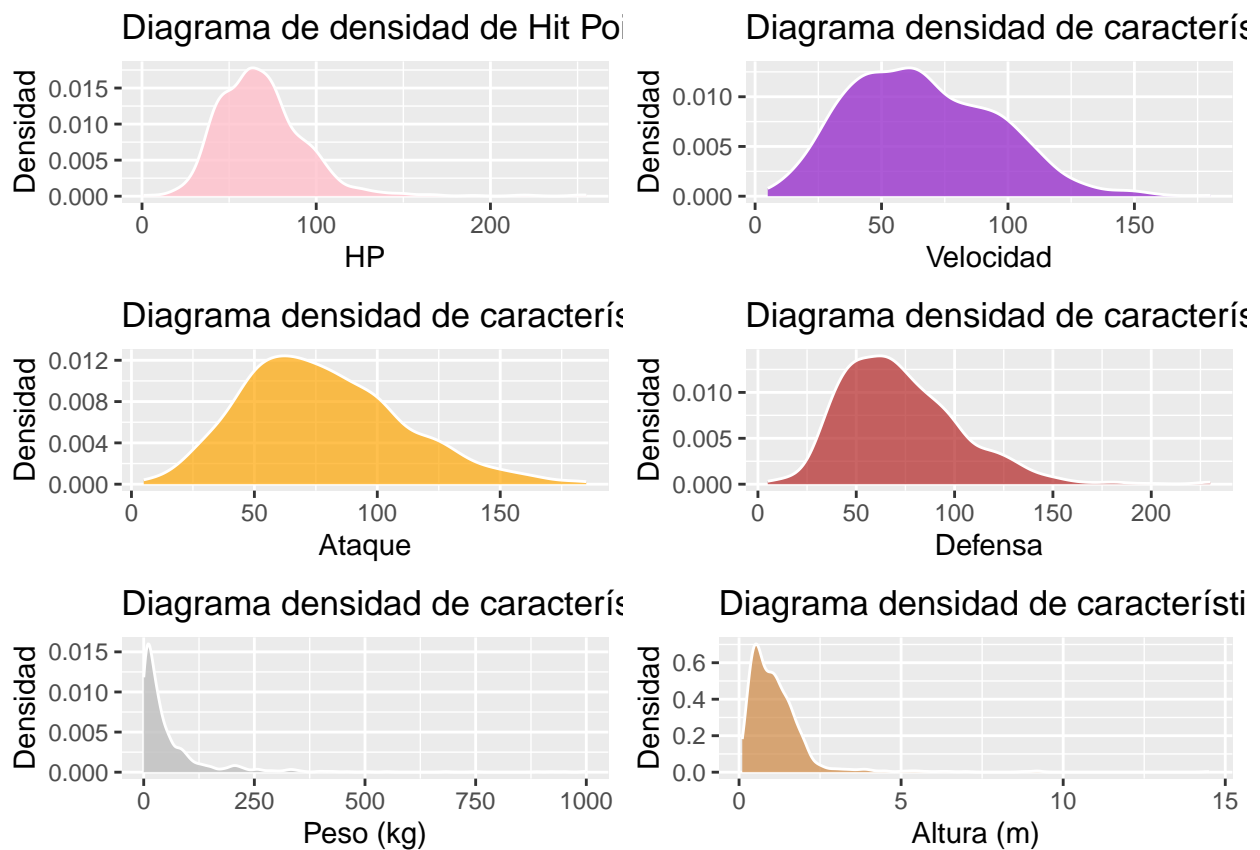 Diagrama de densidad de Hit Poi
Densidad
0.015
0.010
0.005
0.000
0 100 200
HP
Diagrama densidad de caracterís
Densidad
0.010
0.005
0.000
0 50 100 150
Velocidad
Diagrama densidad de caracterís
Densidad
0.012
0.008
0.004
0.000
0 50 100 150
Ataque
Diagrama densidad de caracterís
Densidad
0.010
0.005
0.000
0 50 100 150 200
Defensa
Diagrama densidad de caracterís
Densidad
0.015
0.010
0.005
0.000
0 250 500 750 1000
Peso (kg)
Diagrama densidad de característi
Densidad
0.6
0.4
0.2
0.0
0 5 10 15
Altura (m)